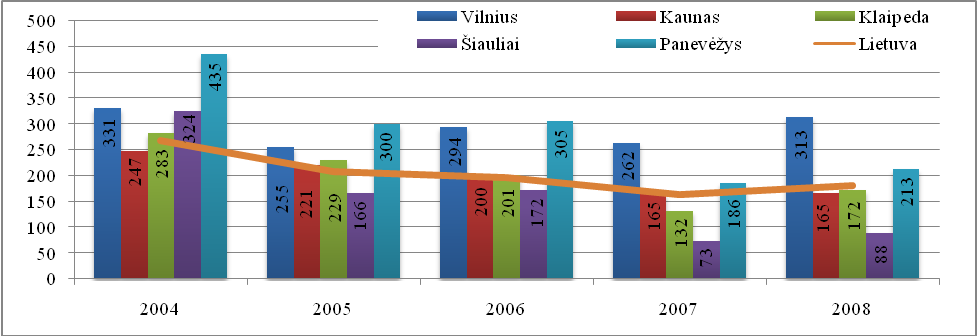 Vilnius Kaunas Klaipeda
Šiauliai Panevėžys Lietuva
500
450
400
350
300
250
200
150
100
50
0
331 247 283 324 435
255 221 229 166 300
294 200 201 172 305
262 165 132 73 186
313 165 172 88 213
2004 2005 2006 2007 2008